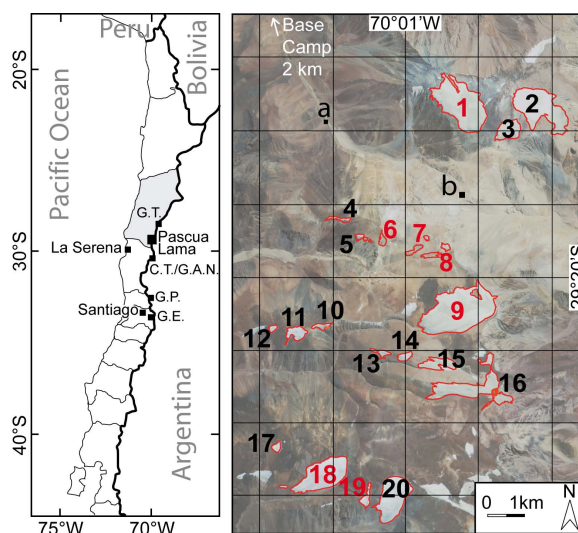 Peru
Bolivia
Pacific Ocean
Argentina
20°S
30°S
40°S
75°W
70°W
G.T.
Pascua
Lama
La Serena
C.T./G.A.N.
G.P.
Santiago
G.E.
70°01'W
29°20'S
Base
Camp
2 km
a
b
1
2
3
4
5
6
7
8
9
10
11
12
13
14
15
16
17
18
19
20
0 1km
N